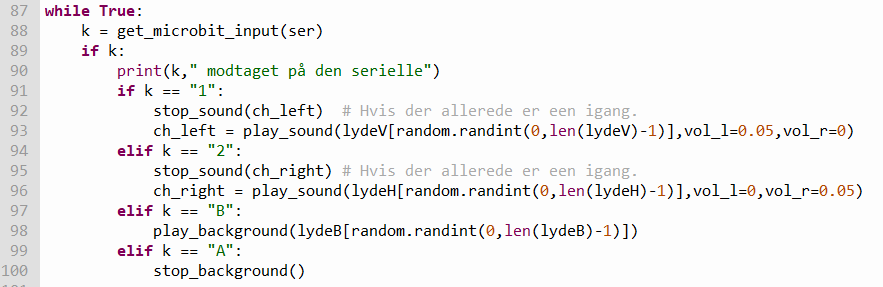 87 while True:
88     k = get_microbit_input(ser)
89     if k:
90         print(k," modtaget på den serielle")
91         if k == "1":
92             stop_sound(ch_left)  # Hvis der allerede er een igang.
93             ch_left = play_sound(lydeV[random.randint(0,len(lydeV)-1)],vol_l=0.05,vol_r=0)
94         elif k == "2":
95             stop_sound(ch_right) # Hvis der allerede er een igang.
96             ch_right = play_sound(lydeH[random.randint(0,len(lydeH)-1)],vol_l=0,vol_r=0.05)
97         elif k == "B":
98             play_background(lydeB[random.randint(0,len(lydeB)-1)])
99         elif k == "A":
100             stop_background()